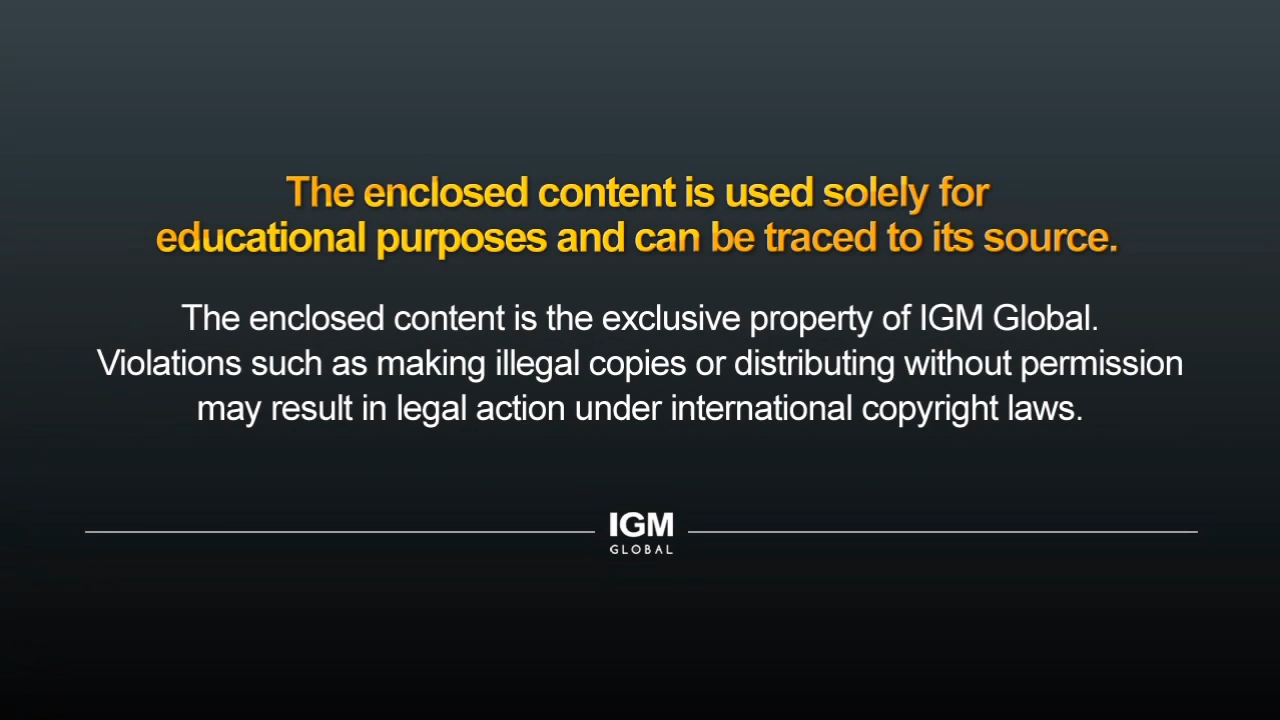 The enclosed content is used solely for
educational purposes and can be traced to its source.
The enclosed content is the exclusive property of IGM Global.
Violations such as making illegal copies or distributing without permission
may result in legal action under international copyright laws.
IGM
GLOBAL